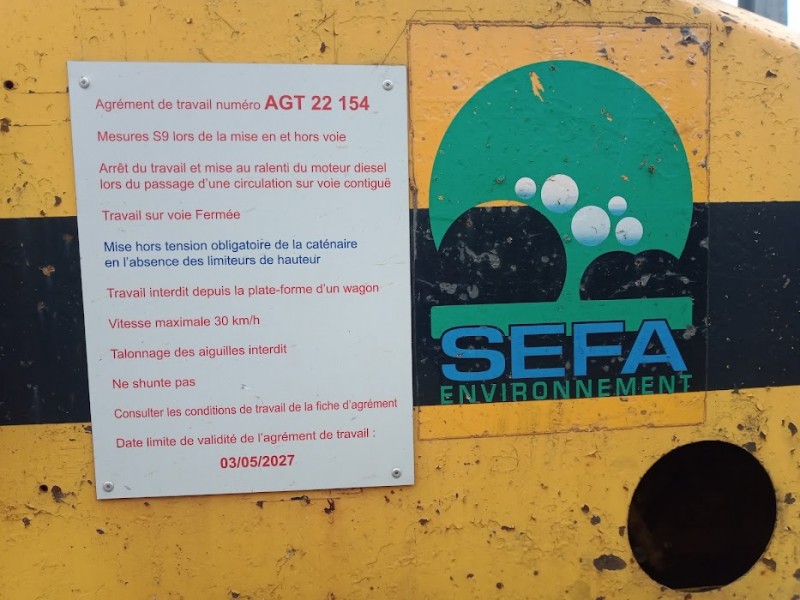 Agrément de travail numéro AGT 22 154
Mesures S9 lors de la mise en et hors voie
Arrêt du travail et mise au ralenti du moteur diesel
lors du passage d'une circulation sur voie contiguë
Travail sur voie Fermée
Mise hors tension obligatoire de la caténaire
en l'absence des limiteurs de hauteur
Travail interdit depuis la plate-forme d'un wagon
Vitesse maximale 30 km/h
Talonnage des aiguilles interdit
Ne shunte pas
Consulter les conditions de travail de la fiche d'agrément
Date limite de validité de l'agrément de travail :
03/05/2027
SEFA
ENVIRONNEMENT